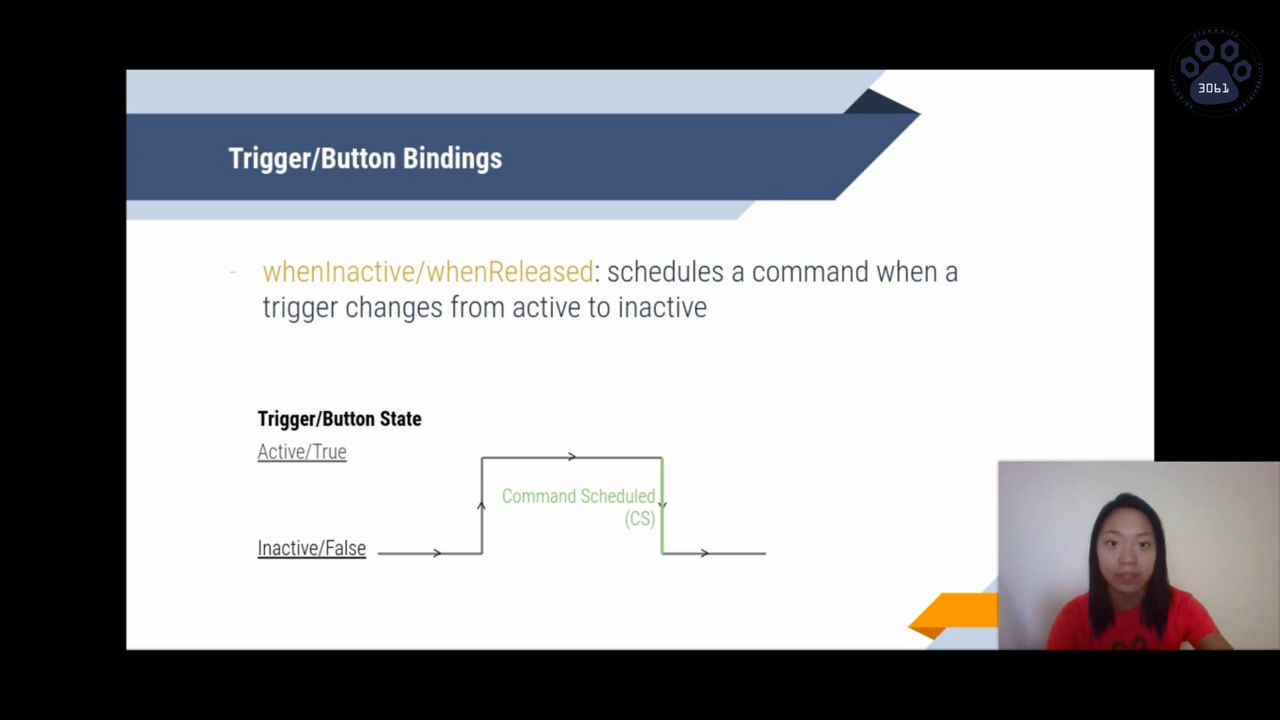 3061
Trigger/Button Bindings
- whenInactive/whenReleased: schedules a command when a
trigger changes from active to inactive
Trigger/Button State
Active/True
Command Scheduled
(CS)
Inactive/False